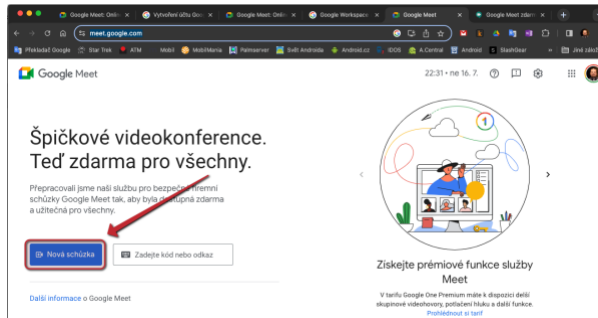 Google Meet: Onlin
Vytvoření účtu Goo
Google Meet: Onlin
Google Workspace
Google Meet
Google Meet zdarm
meet.google.com
Překladač Google
Star Trek
ATM
Mobil
MobilMania
Palmserver
Svět Androida
Android.cz
IDOS
A.Central
Android
SlashGear
Jiné zálož
Google Meet
22:31 • ne 16. 7.
Špičkové videokonference.
Teď zdarma pro všechny.
Přepracovali jsme naši službu pro bezpečné firemní
schůzky Google Meet tak, aby byla dostupná zdarma
a užitečná pro všechny.
Nová schůzka
Zadejte kód nebo odkaz
Další informace o Google Meet
1
Získejte prémiové funkce služby
Meet
V tarifu Google One Premium máte k dispozici delší
skupinové videohovory, potlačení hluku a další funkce.
Prohlédnout si tarif